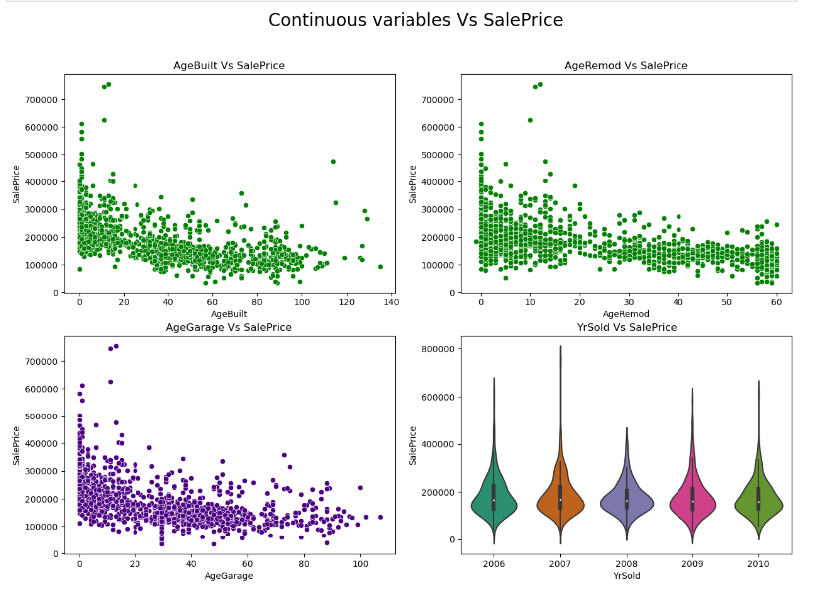 Continuous variables Vs SalePrice
AgeBuilt Vs SalePrice
700000
600000
500000
400000
300000
200000
100000
0
SalePrice
0 20 40 60 80 100 120 140
AgeBuilt
AgeRemod Vs SalePrice
700000
600000
500000
400000
300000
200000
100000
0
SalePrice
0 10 20 30 40 50 60
AgeRemod
AgeGarage Vs SalePrice
700000
600000
500000
400000
300000
200000
100000
0
SalePrice
0 20 40 60 80 100
AgeGarage
YrSold Vs SalePrice
800000
600000
400000
200000
0
SalePrice
2006 2007 2008 2009 2010
YrSold